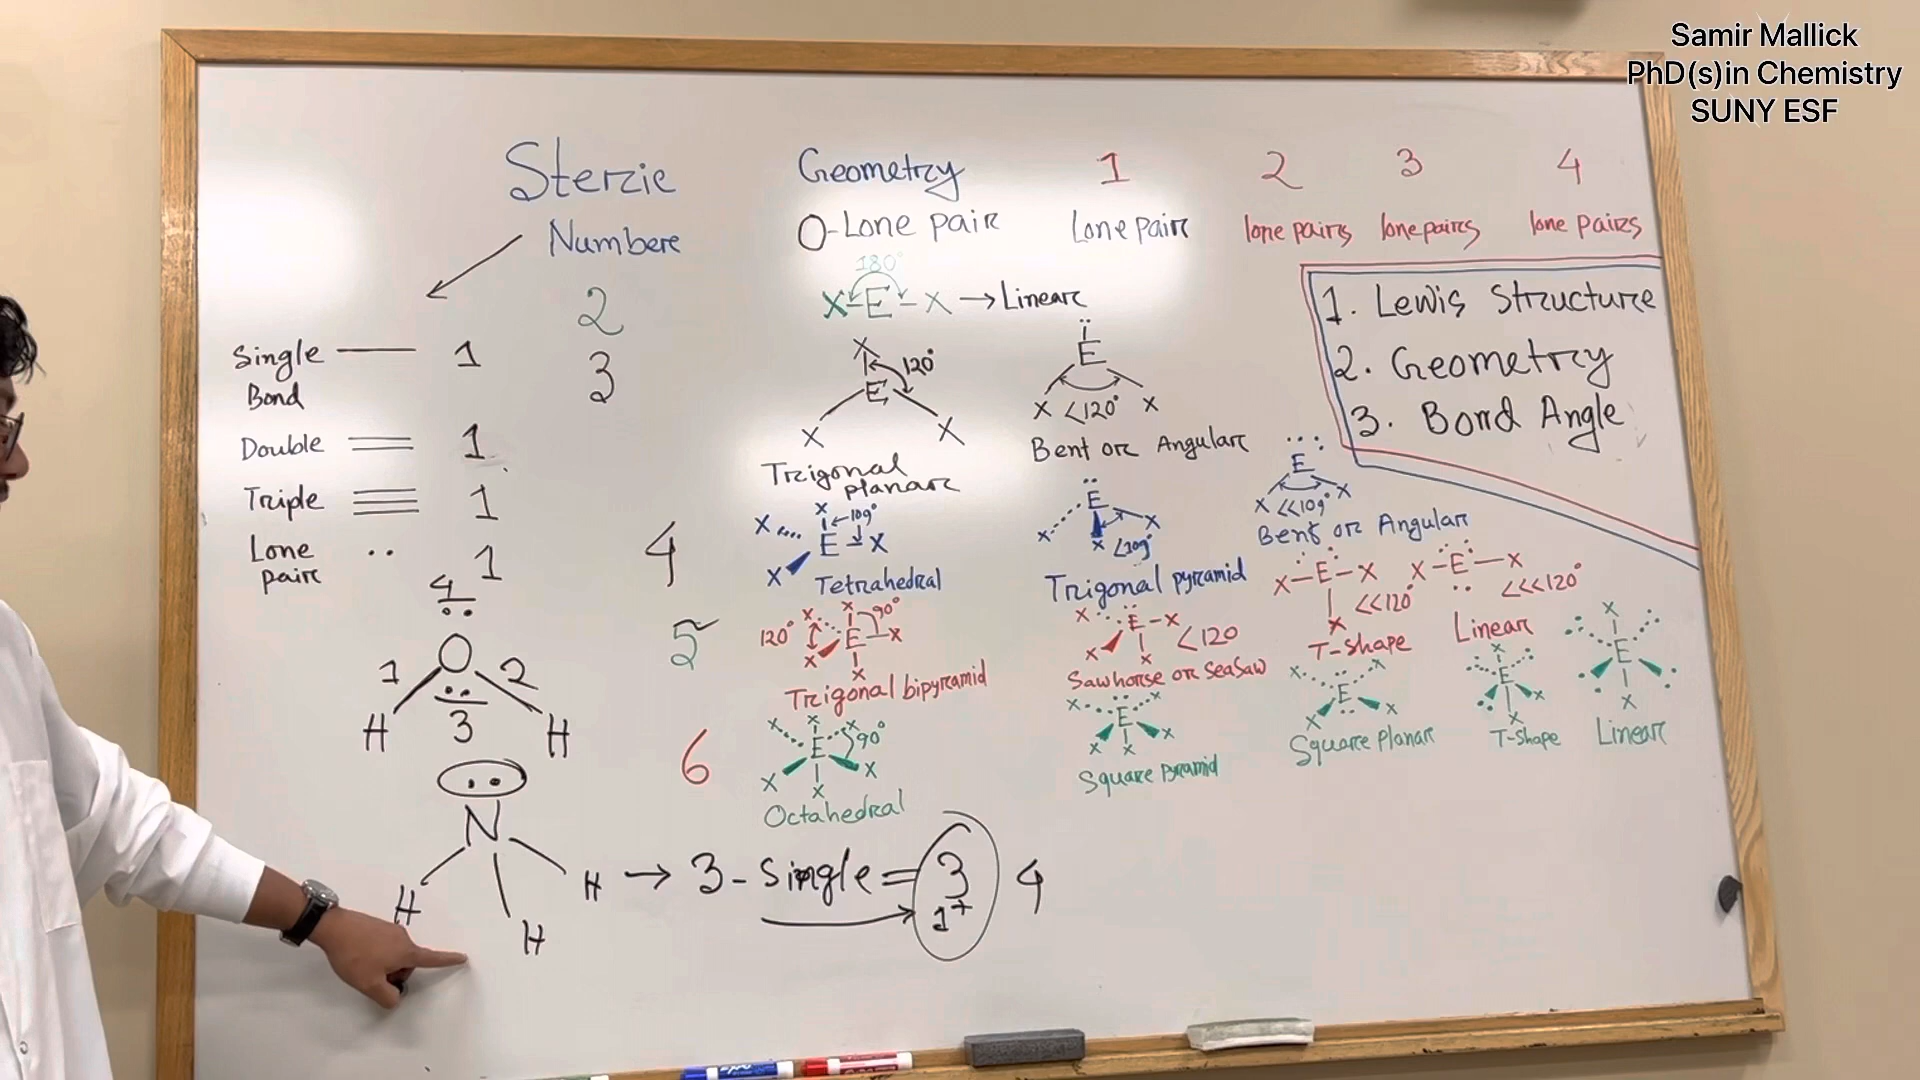 Samir Mallick
PhD(s)in Chemistry
SUNY ESF
Steric
Number
Geometry
0-Lone pair
1
Lone pair
2
lone pairs
3
lone pairs
4
lone pairs
1. Lewis Structure
2. Geometry
3. Bond Angle
Single
Bond
1
Double
1
Triple
1
Lone
pair
..
1
2
180°
X-E-X → Linear
3
X
120°
E
X X
Trigonal
planar
..
E
X <120° X
Bent or Angular
4
X
X 109°
E X
X
Tetrahedral
..
E
X X
X <109°
Trigonal pyramid
....
E
X <<109° X
Bent or Angular
5
X X 90°
120° E-X
X
X
Trigonal bipyramid
X ..
E-X
X <120
X
Sawhorse or SeaSaw
X-E-X
<<120°
X
T-Shape
X-E-X
<<<120°
Linear
6
X X X
E 90°
X X
X
Octahedral
X .. X
E
X X
X
Square pyramid
X .. X
E
X .. X
Square planar
X
E
X
X
T-Shape
X
E
X
Linear
4
..
O
1 2
..
H 3 H
..
N
H H
H
→ 3-Single = 3
1+
4
EXPO